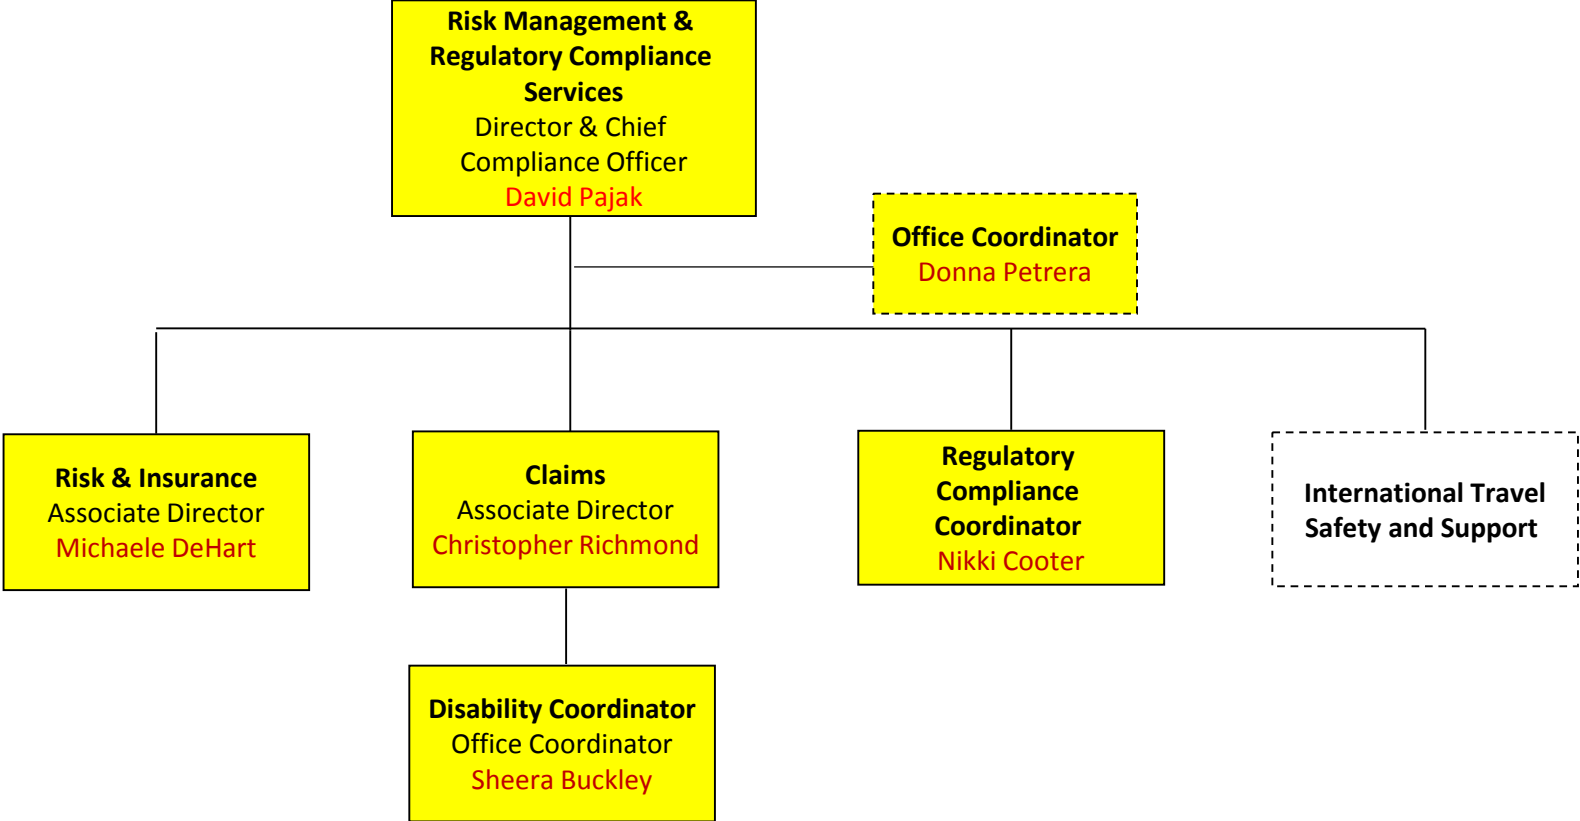 Risk Management &
Regulatory Compliance
Services
Director & Chief
Compliance Officer
David Pajak
Office Coordinator
Donna Petrera
Risk & Insurance
Associate Director
Michaele DeHart
Claims
Associate Director
Christopher Richmond
Regulatory
Compliance
Coordinator
Nikki Cooter
International Travel
Safety and Support
Disability Coordinator
Office Coordinator
Sheera Buckley